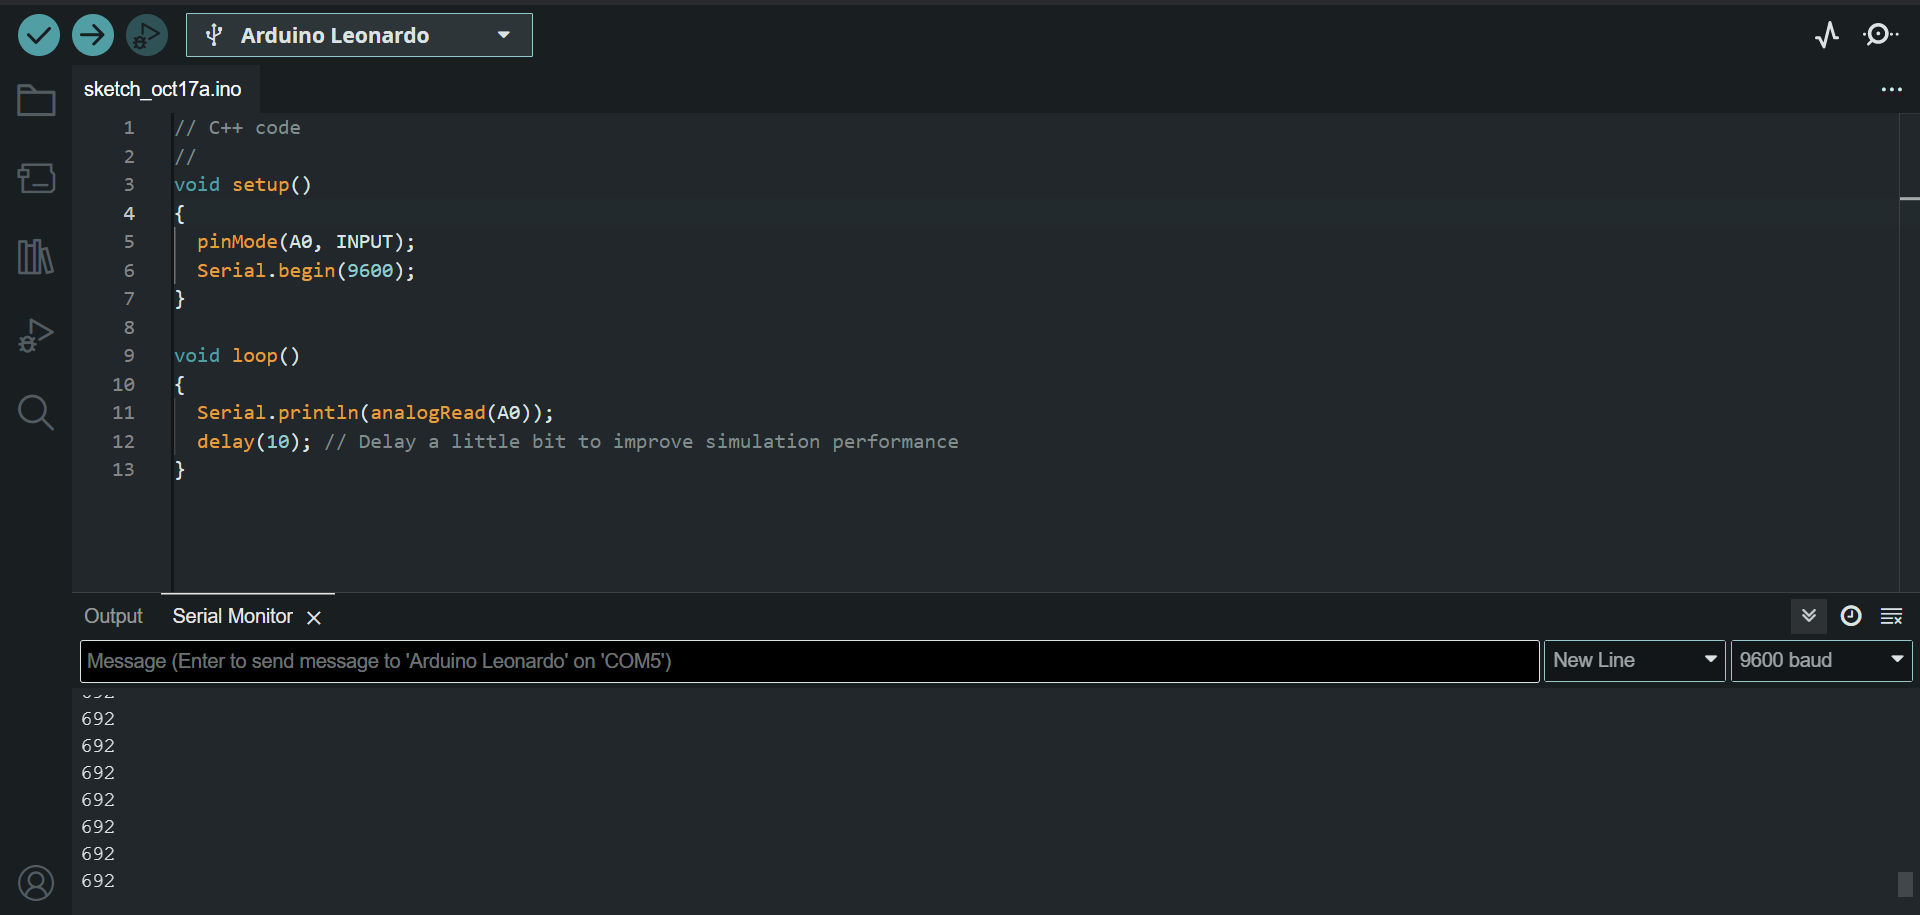 Arduino Leonardo
sketch_oct17a.ino
1 // C++ code
2 //
3 void setup()
4 {
5 pinMode(A0, INPUT);
6 Serial.begin(9600);
7 }
8
9 void loop()
10 {
11 Serial.println(analogRead(A0));
12 delay(10); // Delay a little bit to improve simulation performance
13 }
Output Serial Monitor
Message (Enter to send message to 'Arduino Leonardo' on 'COM5') New Line 9600 baud
692
692
692
692
692
692
692
692